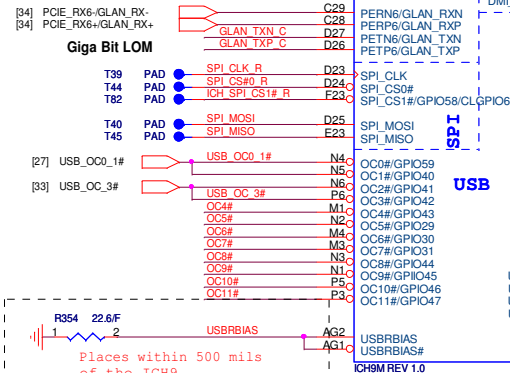 DMI
[34] PCIE_RX6-/GLAN_RX- C29 PERN6/GLAN_RXN
[34] PCIE_RX6+/GLAN_RX+ C28 PERP6/GLAN_RXP
GLAN_TXN_C D27 PETN6/GLAN_TXN
Giga Bit LOM GLAN_TXP_C D26 PETP6/GLAN_TXP
T39 PAD SPI_CLK_R D23 SPI_CLK
T44 PAD SPI_CS#0_R D24 SPI_CS0#
T82 PAD ICH_SPI_CS1#_R F23 SPI_CS1#/GPIO58/CLGPIO6
SPI
T40 PAD SPI_MOSI D25 SPI_MOSI
T45 PAD SPI_MISO E23 SPI_MISO
[27] USB_OC0_1# USB_OC0_1# N4 OC0#/GPIO59
N5 OC1#/GPIO40
[33] USB_OC_3# N6 OC2#/GPIO41
USB
USB_OC_3# P6 OC3#/GPIO42
OC4# M1 OC4#/GPIO43
OC5# N2 OC5#/GPIO29
OC6# M4 OC6#/GPIO30
OC7# M3 OC7#/GPIO31
OC8# N3 OC8#/GPIO44
OC9# N1 OC9#/GPIIO45
OC10# P5 OC10#/GPIO46
OC11# P3 OC11#/GPIO47
R354 22.6/F
1 2 USBRBIAS AG2 USBRBIAS
AG1 USBRBIAS#
Places within 500 mils
of the ICH9
ICH9M REV 1.0